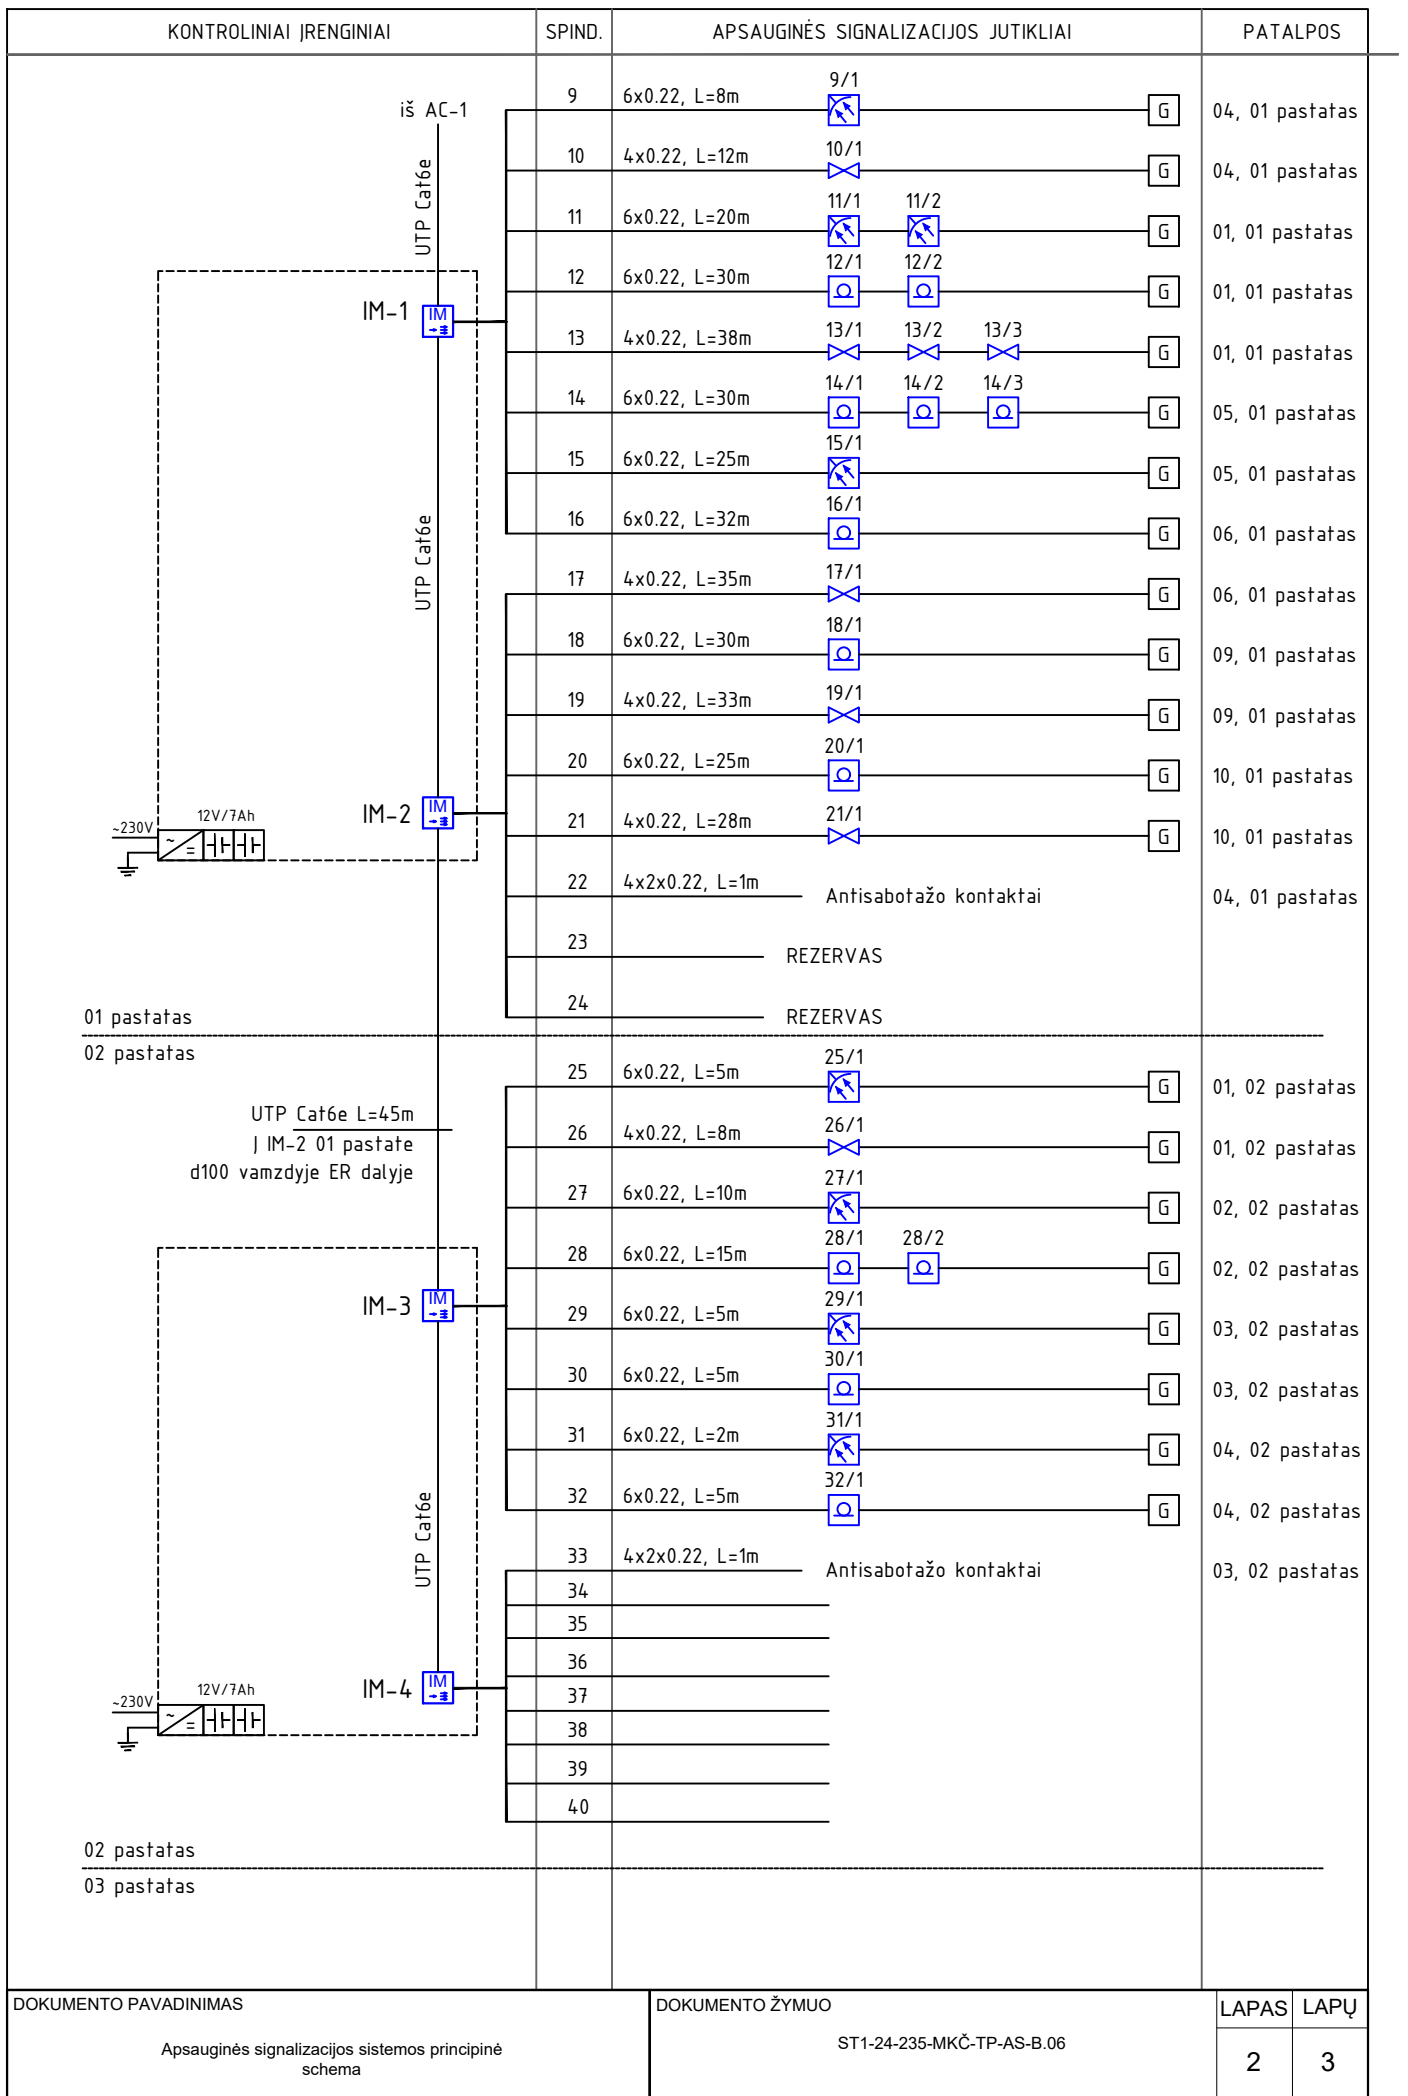 KONTROLINIAI ĮRENGINIAI SPIND. APSAUGINĖS SIGNALIZACIJOS JUTIKLIAI PATALPOS
iš AC-1
UTP Cat6e
9 6x0.22, L=8m 9/1 G 04, 01 pastatas
10 4x0.22, L=12m 10/1 G 04, 01 pastatas
11 6x0.22, L=20m 11/1 11/2 G 01, 01 pastatas
12 6x0.22, L=30m 12/1 12/2 G 01, 01 pastatas
IM-1 IM
13 4x0.22, L=38m 13/1 13/2 13/3 G 01, 01 pastatas
14 6x0.22, L=30m 14/1 14/2 14/3 G 05, 01 pastatas
15 6x0.22, L=25m 15/1 G 05, 01 pastatas
16 6x0.22, L=32m 16/1 G 06, 01 pastatas
UTP Cat6e
17 4x0.22, L=35m 17/1 G 06, 01 pastatas
18 6x0.22, L=30m 18/1 G 09, 01 pastatas
19 4x0.22, L=33m 19/1 G 09, 01 pastatas
20 6x0.22, L=25m 20/1 G 10, 01 pastatas
IM-2 IM
~230V 12V/7Ah
~ =
21 4x0.22, L=28m 21/1 G 10, 01 pastatas
22 4x2x0.22, L=1m Antisabotažo kontaktai 04, 01 pastatas
23 REZERVAS
24 REZERVAS
01 pastatas
02 pastatas
25 6x0.22, L=5m 25/1 G 01, 02 pastatas
UTP Cat6e L=45m
Į IM-2 01 pastate
d100 vamzdyje ER dalyje
26 4x0.22, L=8m 26/1 G 01, 02 pastatas
27 6x0.22, L=10m 27/1 G 02, 02 pastatas
28 6x0.22, L=15m 28/1 28/2 G 02, 02 pastatas
IM-3 IM
29 6x0.22, L=5m 29/1 G 03, 02 pastatas
30 6x0.22, L=5m 30/1 G 03, 02 pastatas
31 6x0.22, L=2m 31/1 G 04, 02 pastatas
32 6x0.22, L=5m 32/1 G 04, 02 pastatas
UTP Cat6e
33 4x2x0.22, L=1m Antisabotažo kontaktai 03, 02 pastatas
34
35
36
IM-4 IM
~230V 12V/7Ah
~ =
37
38
39
40
02 pastatas
03 pastatas
DOKUMENTO PAVADINIMAS
Apsauginės signalizacijos sistemos principinė
schema
DOKUMENTO ŽYMUO
ST1-24-235-MKČ-TP-AS-B.06
LAPAS LAPŲ
2 3